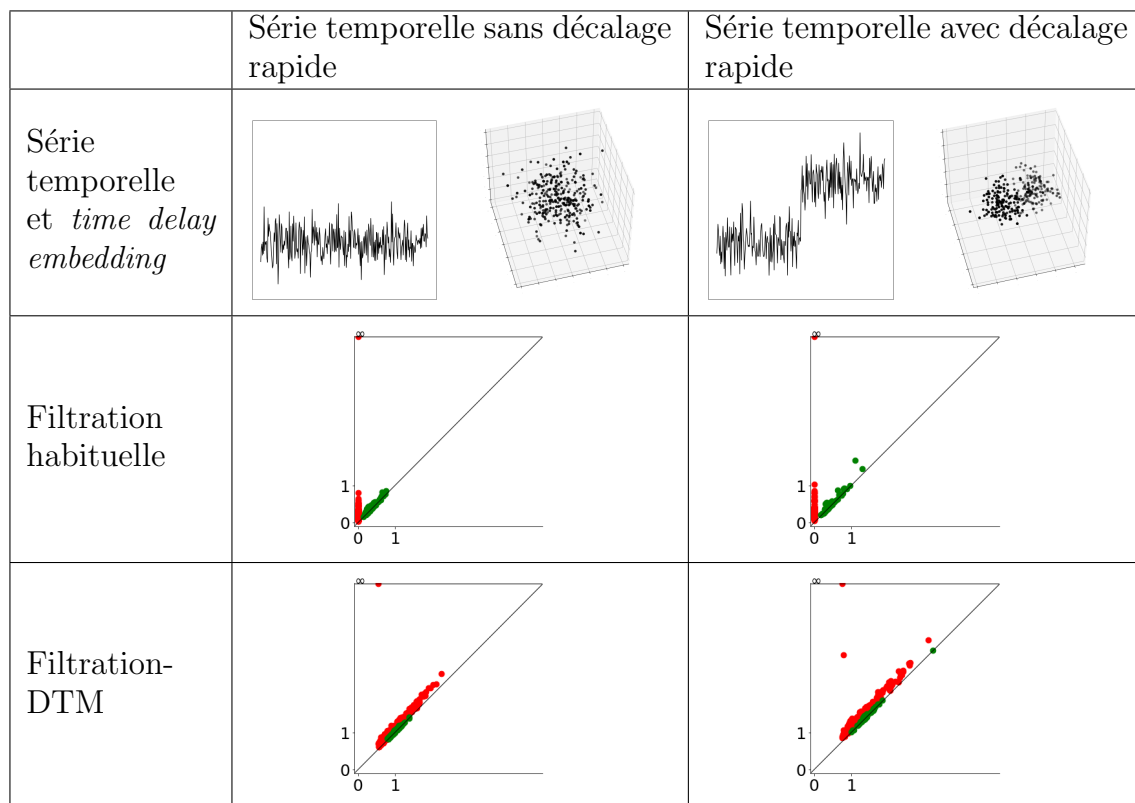 Série temporelle sans décalage
rapide
Série temporelle avec décalage
rapide
Série
temporelle
et time delay
embedding
Filtration
habituelle
∞
1
0
0 1
∞
1
0
0 1
Filtration-
DTM
∞
1
0
0 1
∞
1
0
0 1